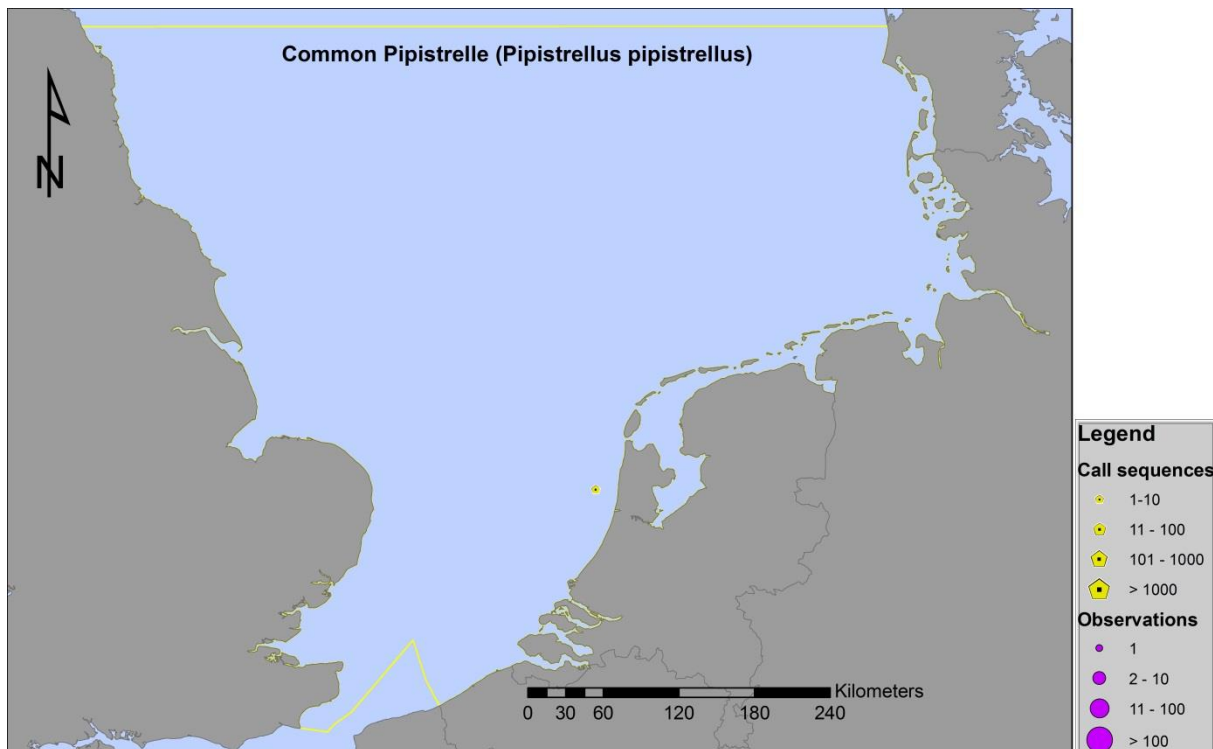 Common Pipistrelle (Pipistrellus pipistrellus)
N
Kilometers
0 30 60 120 180 240
Legend
Call sequences
1-10
11 - 100
101 - 1000
> 1000
Observations
1
2 - 10
11 - 100
> 100